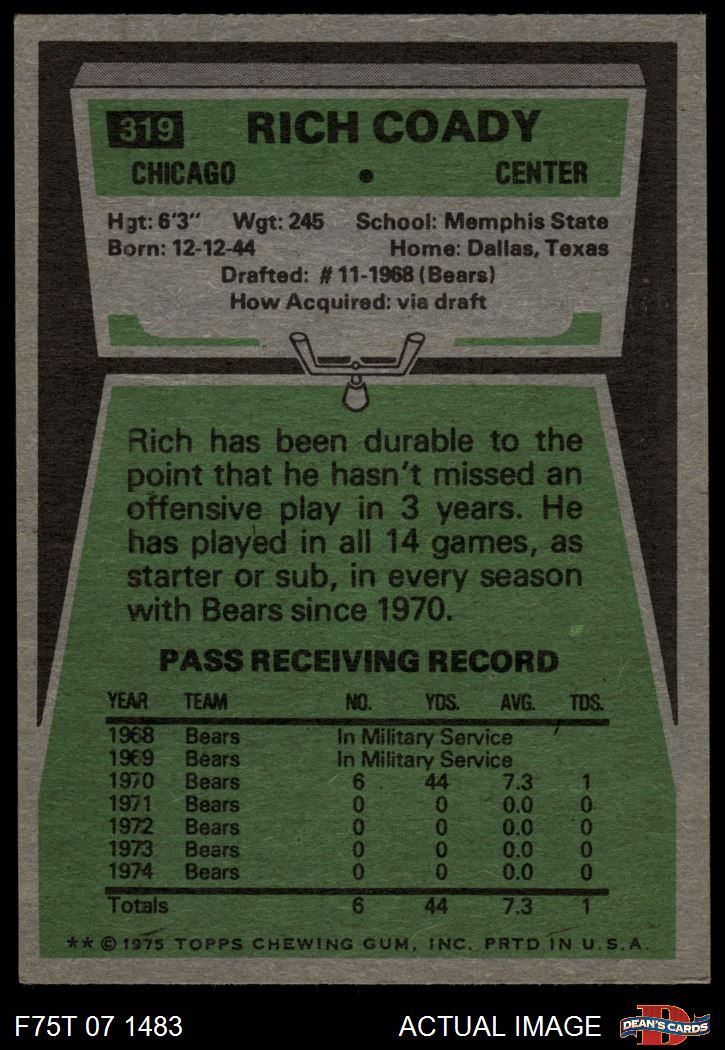 319 RICH COADY
CHICAGO • CENTER
Hgt: 6'3" Wgt: 245 School: Memphis State
Born: 12-12-44 Home: Dallas, Texas
Drafted: #11-1968 (Bears)
How Acquired: via draft
Rich has been durable to the
point that he hasn't missed an
offensive play in 3 years. He
has played in all 14 games, as
starter or sub, in every season
with Bears since 1970.
PASS RECEIVING RECORD
YEAR TEAM NO. YDS. AVG. TDS.
1968 Bears In Military Service
1969 Bears In Military Service
1970 Bears 6 44 7.3 1
1971 Bears 0 0 0.0 0
1972 Bears 0 0 0.0 0
1973 Bears 0 0 0.0 0
1974 Bears 0 0 0.0 0
Totals 6 44 7.3 1
** © 1975 TOPPS CHEWING GUM, INC. PRTD IN U.S.A.
F75T 07 1483 ACTUAL IMAGE D DEAN'S CARDS